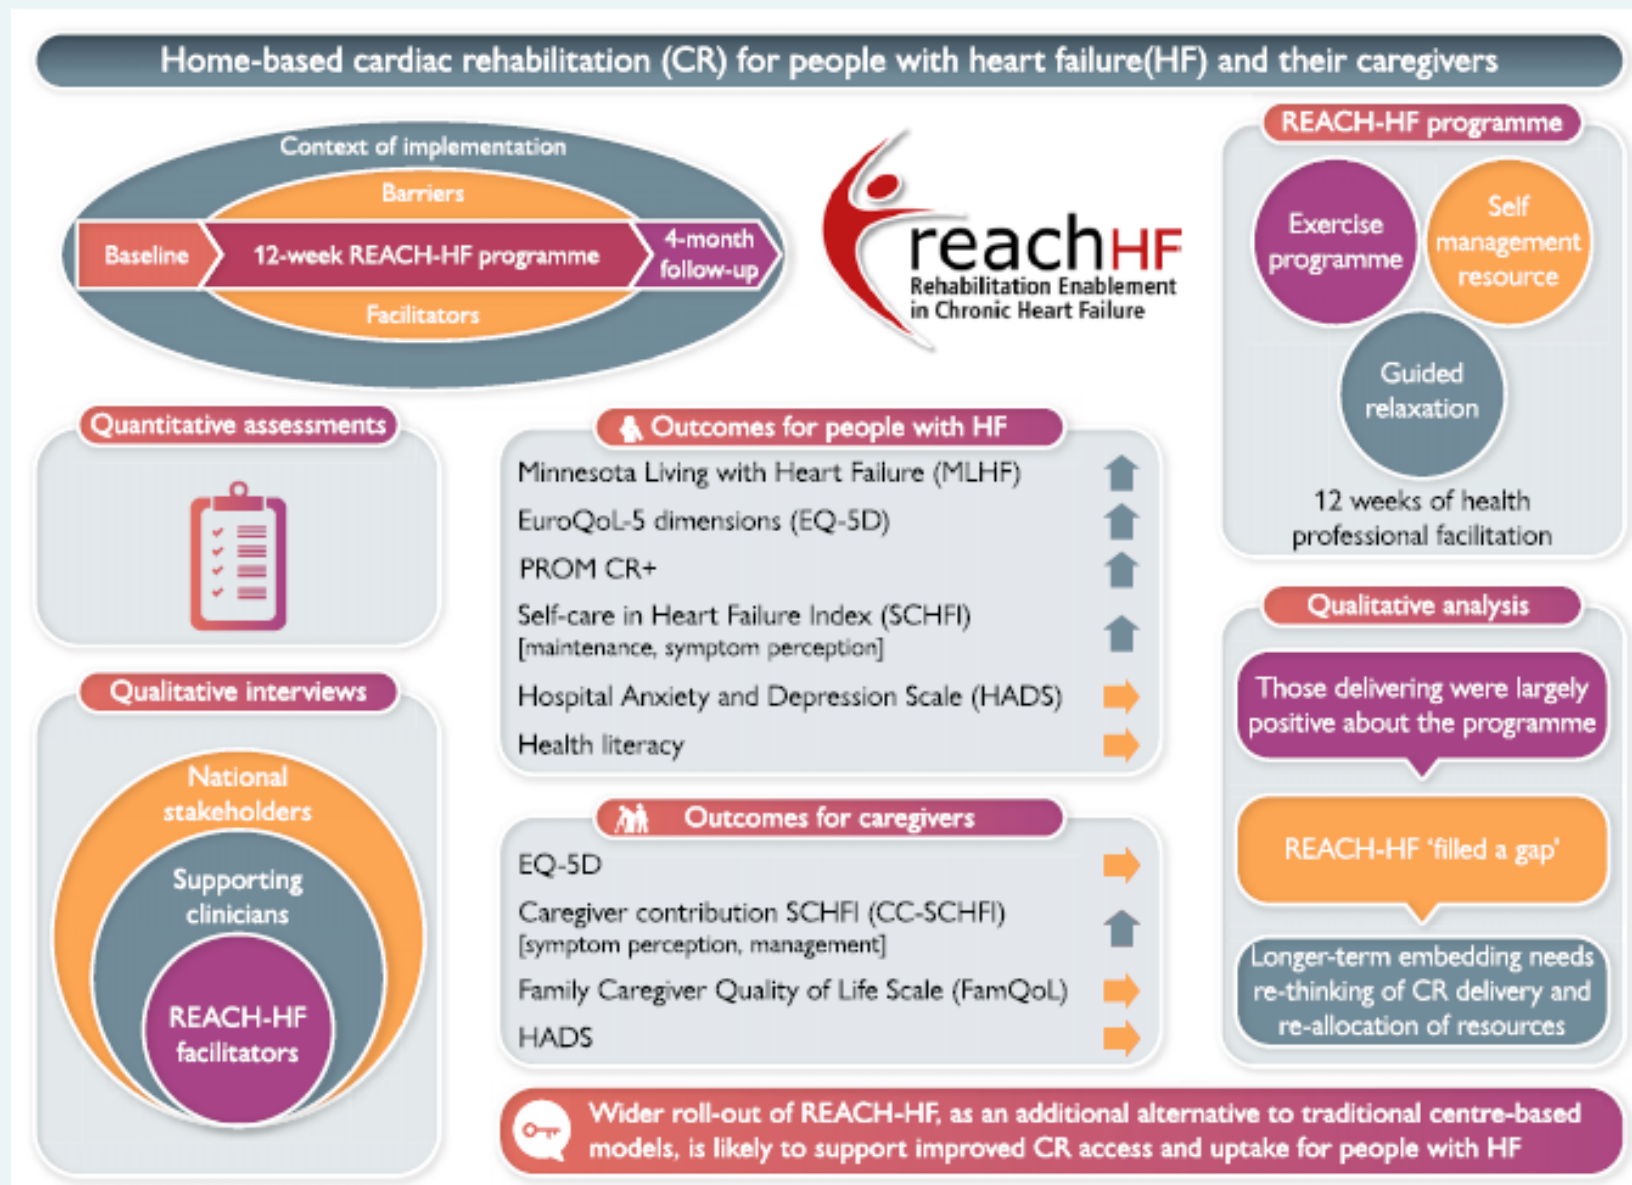 Home-based cardiac rehabilitation (CR) for people with heart failure(HF) and their caregivers
Context of implementation
Barriers
Baseline
12-week REACH-HF programme
4-month
follow-up
Facilitators
reachHF
Rehabilitation Enablement
in Chronic Heart Failure
REACH-HF programme
Exercise
programme
Self
management
resource
Guided
relaxation
12 weeks of health
professional facilitation
Quantitative assessments
Qualitative interviews
National
stakeholders
Supporting
clinicians
REACH-HF
facilitators
Outcomes for people with HF
Minnesota Living with Heart Failure (MLHF)
EuroQoL-5 dimensions (EQ-5D)
PROM CR+
Self-care in Heart Failure Index (SCHFI)
[maintenance, symptom perception]
Hospital Anxiety and Depression Scale (HADS)
Health literacy
Outcomes for caregivers
EQ-5D
Caregiver contribution SCHFI (CC-SCHFI)
[symptom perception, management]
Family Caregiver Quality of Life Scale (FamQoL)
HADS
Qualitative analysis
Those delivering were largely
positive about the programme
REACH-HF ‘filled a gap’
Longer-term embedding needs
re-thinking of CR delivery and
re-allocation of resources
Wider roll-out of REACH-HF, as an additional alternative to traditional centre-based
models, is likely to support improved CR access and uptake for people with HF